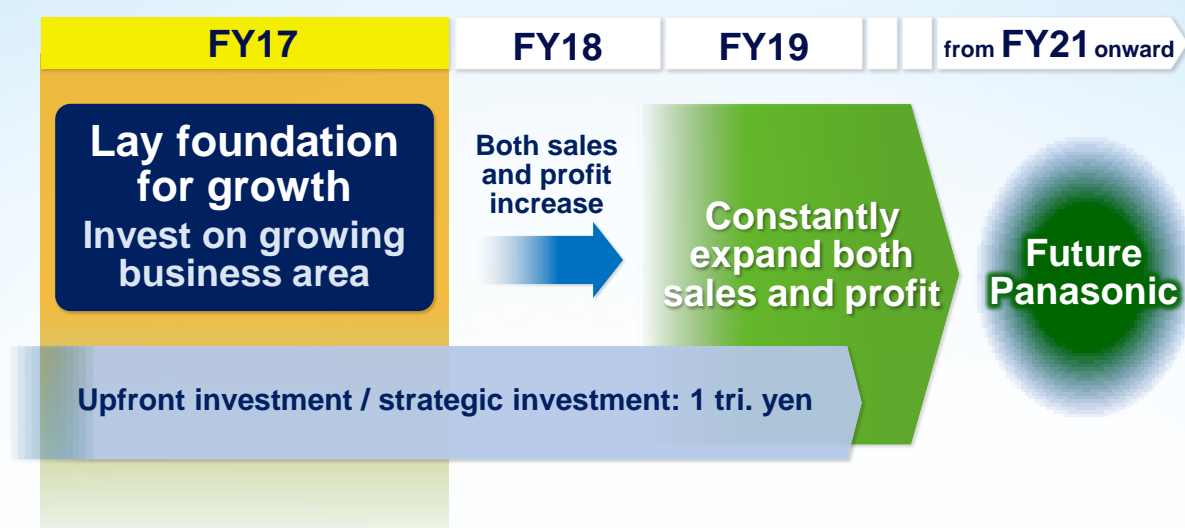 FY17
FY18
FY19
from FY21 onward
Lay foundation
for growth
Invest on growing
business area
Both sales
and profit
increase
Constantly
expand both
sales and profit
Future
Panasonic
Upfront investment / strategic investment: 1 tri. yen